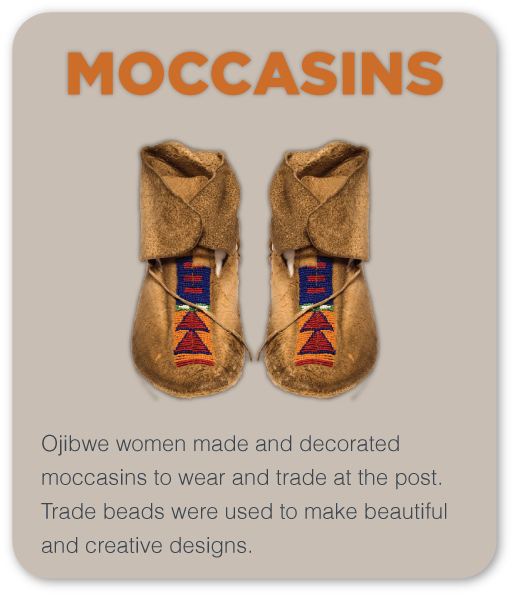 MOCCASINS
Ojibwe women made and decorated
moccasins to wear and trade at the post.
Trade beads were used to make beautiful
and creative designs.